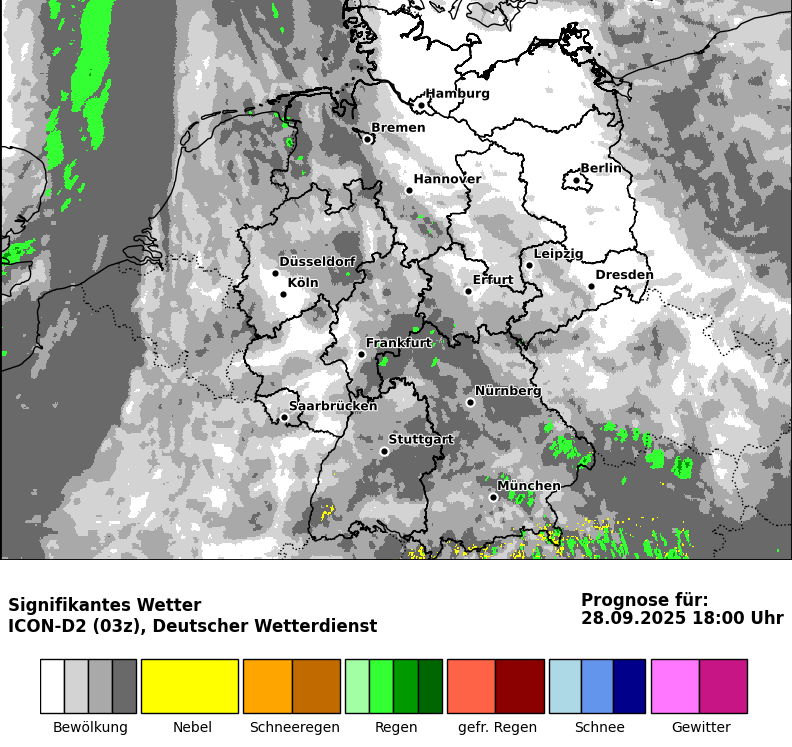 Hamburg
Bremen
Berlin
Hannover
Leipzig
Düsseldorf
Dresden
Köln
Erfurt
Frankfurt
Nürnberg
Saarbrücken
Stuttgart
München
Signifikantes Wetter
ICON-D2 (03z), Deutscher Wetterdienst
Prognose für:
28.09.2025 18:00 Uhr
Bewölkung Nebel Schneeregen Regen gefr. Regen Schnee Gewitter